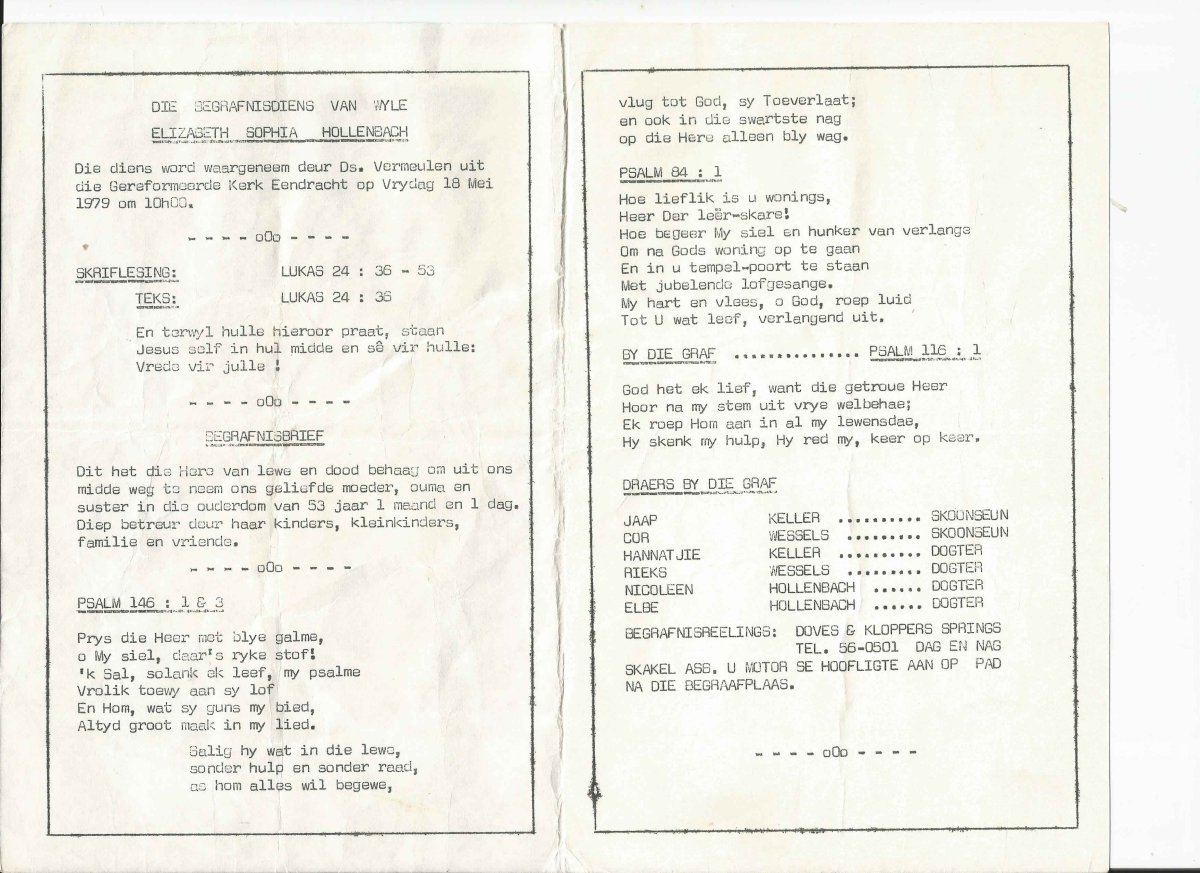 DIE BEGRAFNISDIENS VAN WYLE
ELIZABETH SOPHIA HOLLENBACH
Die diens word waargeneem deur Ds. Vermeulen uit
die Gereformeerde Kerk Eendracht op Vrydag 18 Mei
1979 om 10h00.
- - - - oOo - - - -
SKRIFLESING: LUKAS 24 : 36 - 53
TEKS: LUKAS 24 : 36
En terwyl hulle hieroor praat, staan
Jesus self in hul midde en sê vir hulle:
Vrede vir julle !
- - - - oOo - - - -
BEGRAFNISBRIEF
Dit het die Here van lewe en dood behaag om uit ons
midde weg te neem ons geliefde moeder, ouma en
suster in die ouderdom van 53 jaar 1 maand en 1 dag.
Diep betreur deur haar kinders, kleinkinders,
familie en vriende.
- - - - oOo - - - -
PSALM 146 : 1 & 3
Prys die Heer met blye galme,
o My siel, daar's ryke stof!
'k Sal, solank ek leef, my psalme
Vrolik toewy aan sy lof
En Hom, wat sy guns my bied,
Altyd groot maak in my lied.
Salig hy wat in die lewe,
sonder hulp en sonder raad,
as hom alles wil begewe,
vlug tot God, sy Toeverlaat;
en ook in die swartste nag
op die Here alleen bly wag.
PSALM 84 : 1
Hoe lieflik is u wonings,
Heer Der leër-skare!
Hoe begeer My siel en hunker van verlange
Om na Gods woning op te gaan
En in u tempel-poort te staan
Met jubelende lofgesange.
My hart en vlees, o God, roep luid
Tot U wat leef, verlangend uit.
BY DIE GRAF ............... PSALM 116 : 1
God het ek lief, want die getroue Heer
Hoor na my stem uit vrye welbehae;
Ek roep Hom aan in al my lewensdae,
Hy skenk my hulp, Hy red my, keer op keer.
DRAERS BY DIE GRAF
JAAP KELLER .......... SKOONSEUN
COR WESSELS ......... SKOONSEUN
HANNATJIE KELLER .......... DOGTER
RIEKS WESSELS ......... DOGTER
NICOLEEN HOLLENBACH ...... DOGTER
ELBE HOLLENBACH ...... DOGTER
BEGRAFNISREELINGS: DOVES & KLOPPERS SPRINGS
TEL. 56-0501 DAG EN NAG
SKAKEL ASB. U MOTOR SE HOOFLIGTE AAN OP PAD
NA DIE BEGRAAFPLAAS.
- - - - oOo - - - -